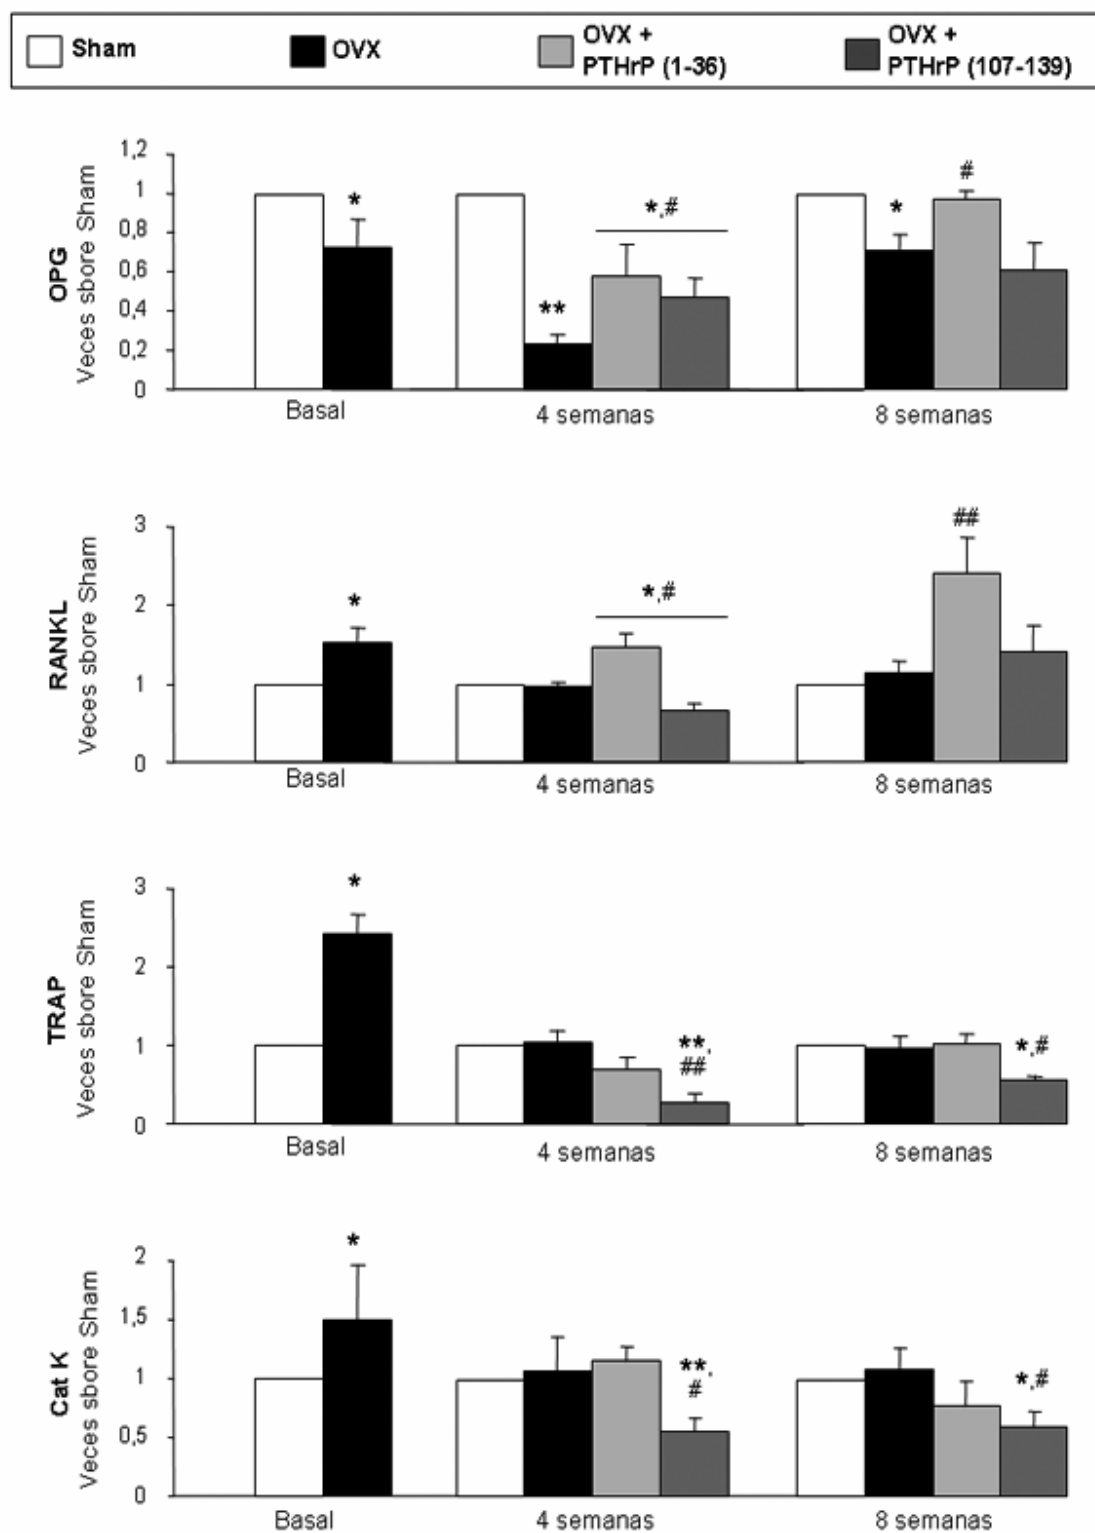 Sham
OVX
OVX +
PTHrP (1-36)
OVX +
PTHrP (107-139)
OPG
Veces sbore Sham
1,2
1
0,8
0,6
0,4
0,2
0
*
**
*,#
*
#
Basal
4 semanas
8 semanas
RANKL
Veces sbore Sham
3
2
1
0
*
*,#
##
Basal
4 semanas
8 semanas
TRAP
Veces sbore Sham
3
2
1
0
*
**,
##
*,#
Basal
4 semanas
8 semanas
Cat K
Veces sbore Sham
2
1,5
1
0,5
0
*
**,
#
*,#
Basal
4 semanas
8 semanas